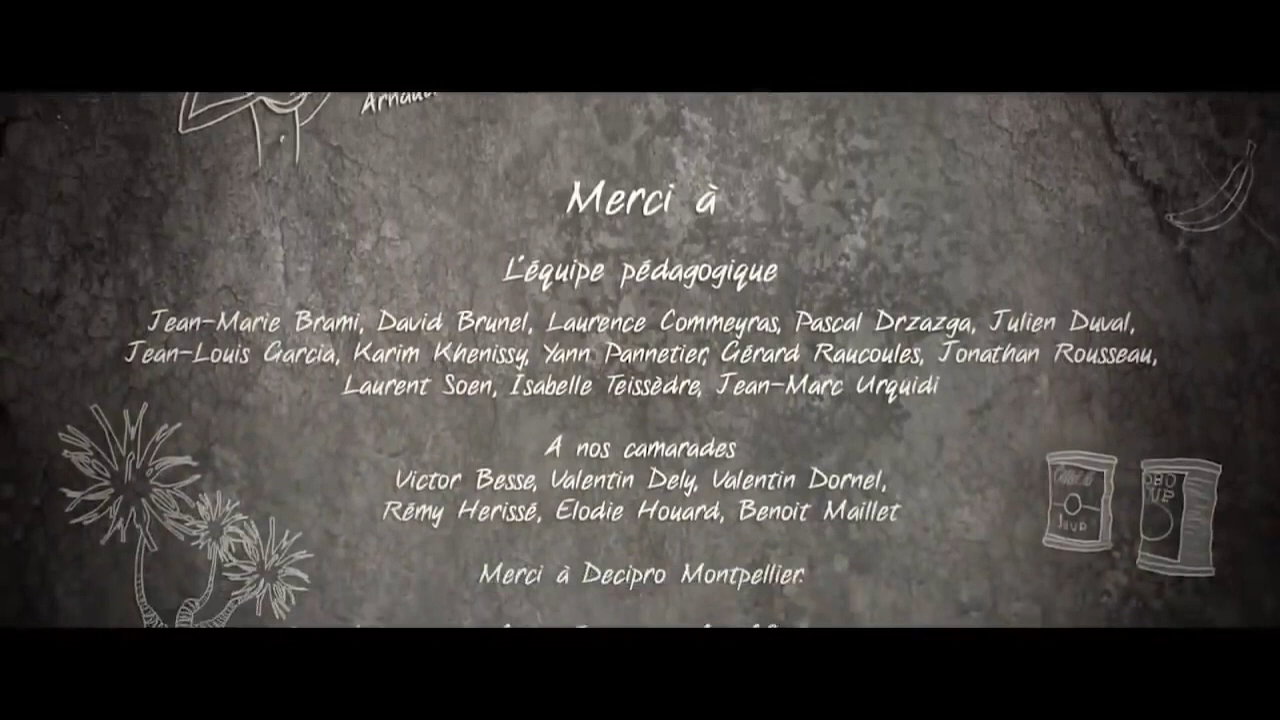 Merci à
L'équipe pédagogique
Jean-Marie Brami, David Brunel, Laurence Commeyras, Pascal Drzazga, Julien Duval,
Jean-Louis Garcia, Karim Khenissy, Yann Pannetier, Gérard Raucoules, Jonathan Rousseau,
Laurent Soen, Isabelle Teissèdre, Jean-Marc Urquidi
A nos camarades
Victor Besse, Valentin Dely, Valentin Dornel,
Rémy Herissé, Elodie Houard, Benoit Maillet
Merci à Decipro Montpellier.